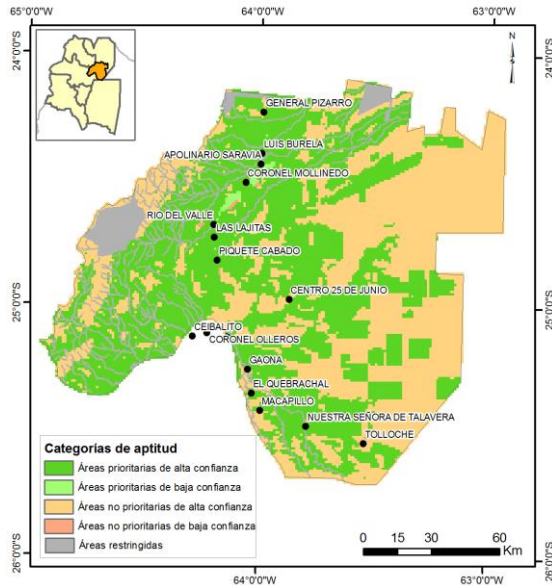 65°0'0"O
64°0'0"O
63°0'0"O
24°0'0"S
24°0'0"S
N
GENERAL PIZARRO
LUIS BURELA
APOLINARIO SARAVIA
CORONEL MOLLINEDO
RIO DEL VALLE
LAS LAJITAS
PIQUETE CABADO
CENTRO 25 DE JUNIO
25°0'0"S
25°0'0"S
CEIBALITO
CORONEL OLLEROS
GAONA
EL QUEBRACHAL
MACAPILLO
NUESTRA SEÑORA DE TALAVERA
TOLLOCHE
Categorías de aptitud
Áreas prioritarias de alta confianza
Áreas prioritarias de baja confianza
Áreas no prioritarias de alta confianza
Áreas no prioritarias de baja confianza
Áreas restringidas
0 15 30 60
Km
26°0'0"S
26°0'0"S
64°0'0"O
63°0'0"O